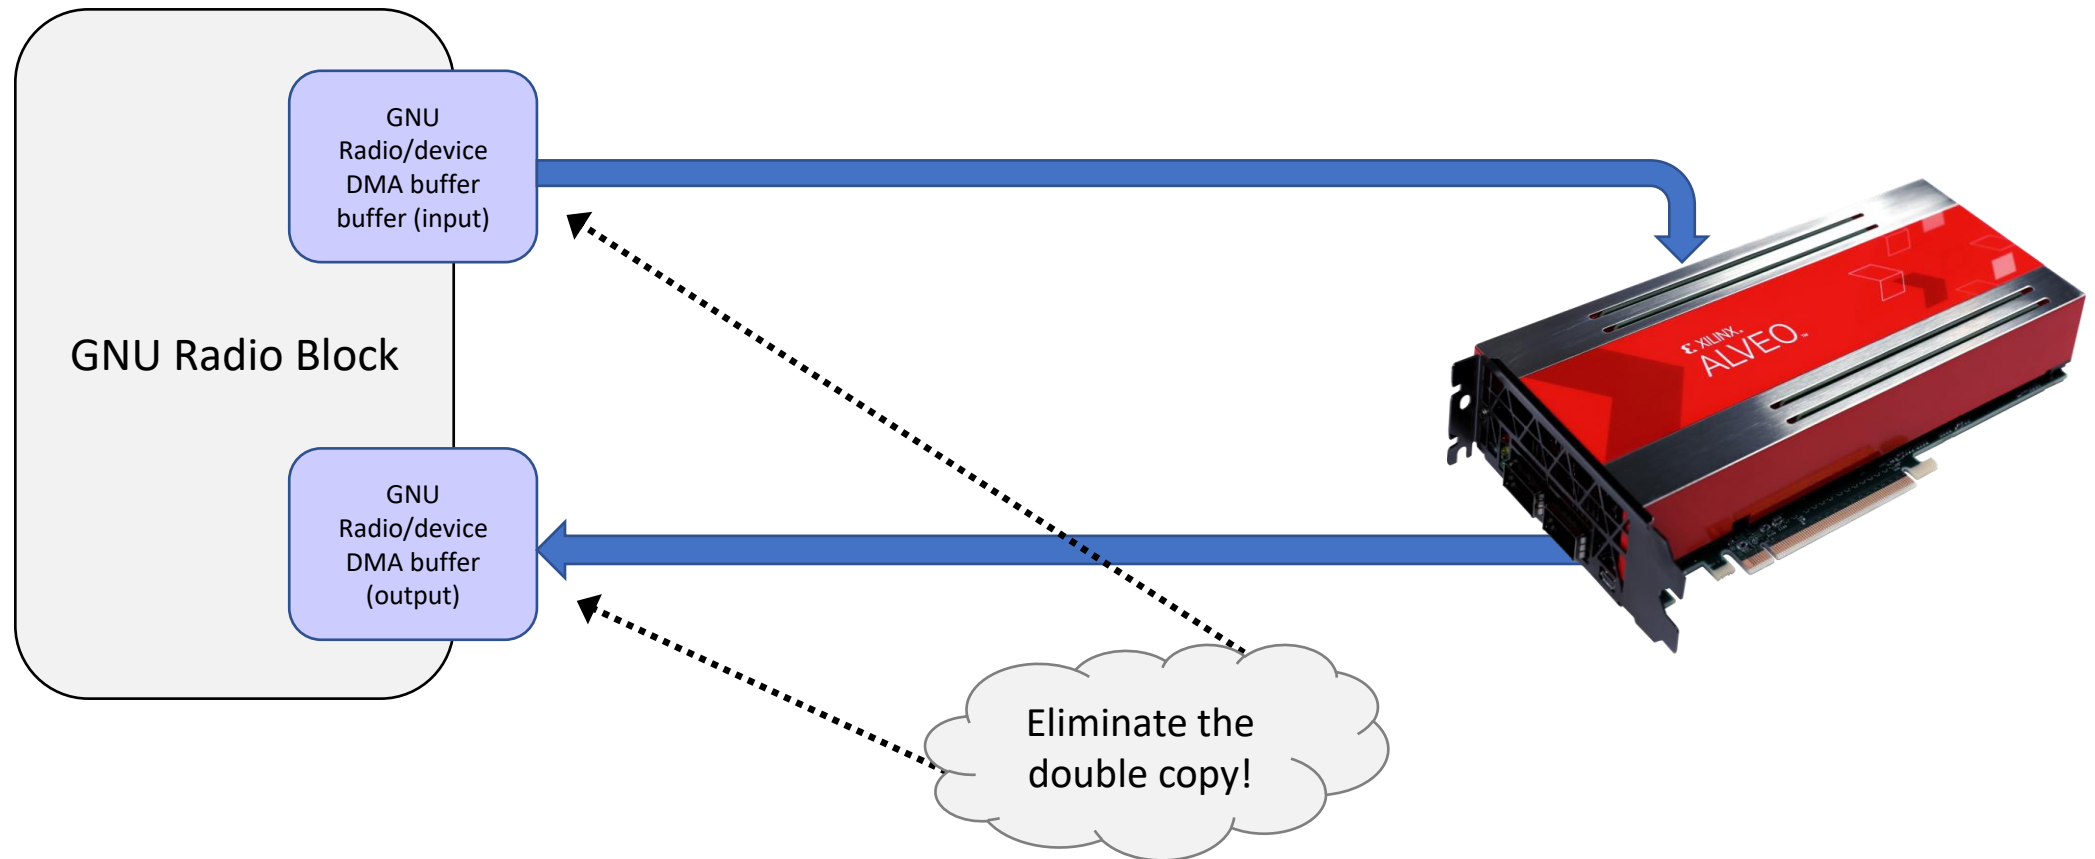 GNU
Radio/device
DMA buffer
buffer (input)
GNU Radio Block
GNU
Radio/device
DMA buffer
(output)
XILINX
ALVEO™
Eliminate the
double copy!